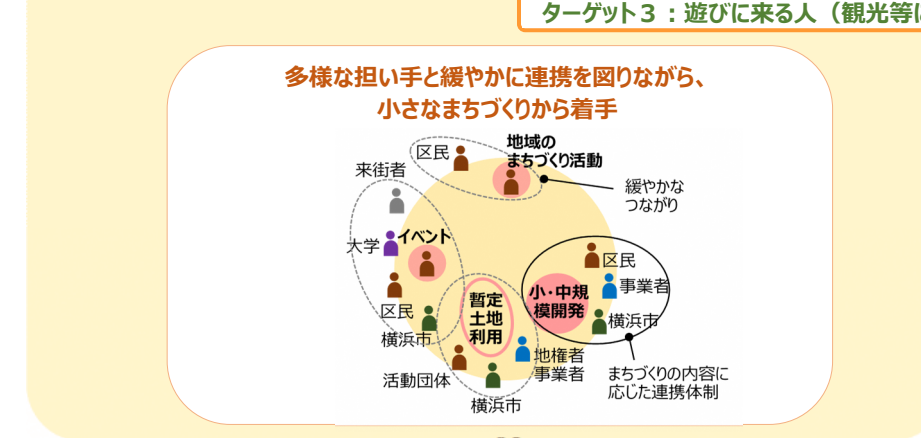 ターゲット3：遊びに来る人（観光等
多様な担い手と緩やかに連携を図りながら、
小さなまちづくりから着手
地域の
まちづくり活動
区民
来街者
緩やかな
つながり
大学
イベント
区民
事業者
横浜市
小・中規
模開発
暫定
土地
利用
区民
横浜市
地権者
事業者
活動団体
横浜市
まちづくりの内容に
応じた連携体制